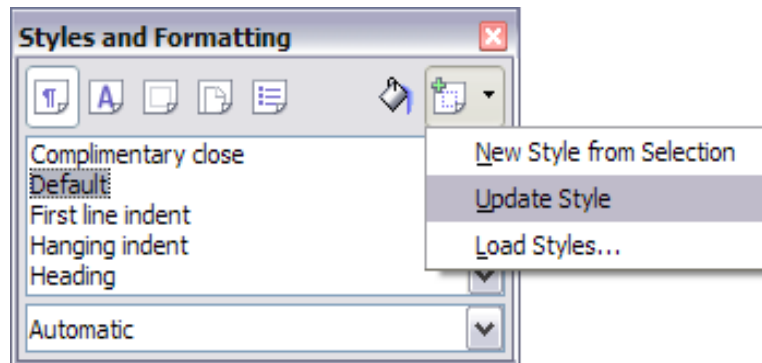 Styles and Formatting
Complimentary close
Default
First line indent
Hanging indent
Heading
Automatic
New Style from Selection
Update Style
Load Styles...